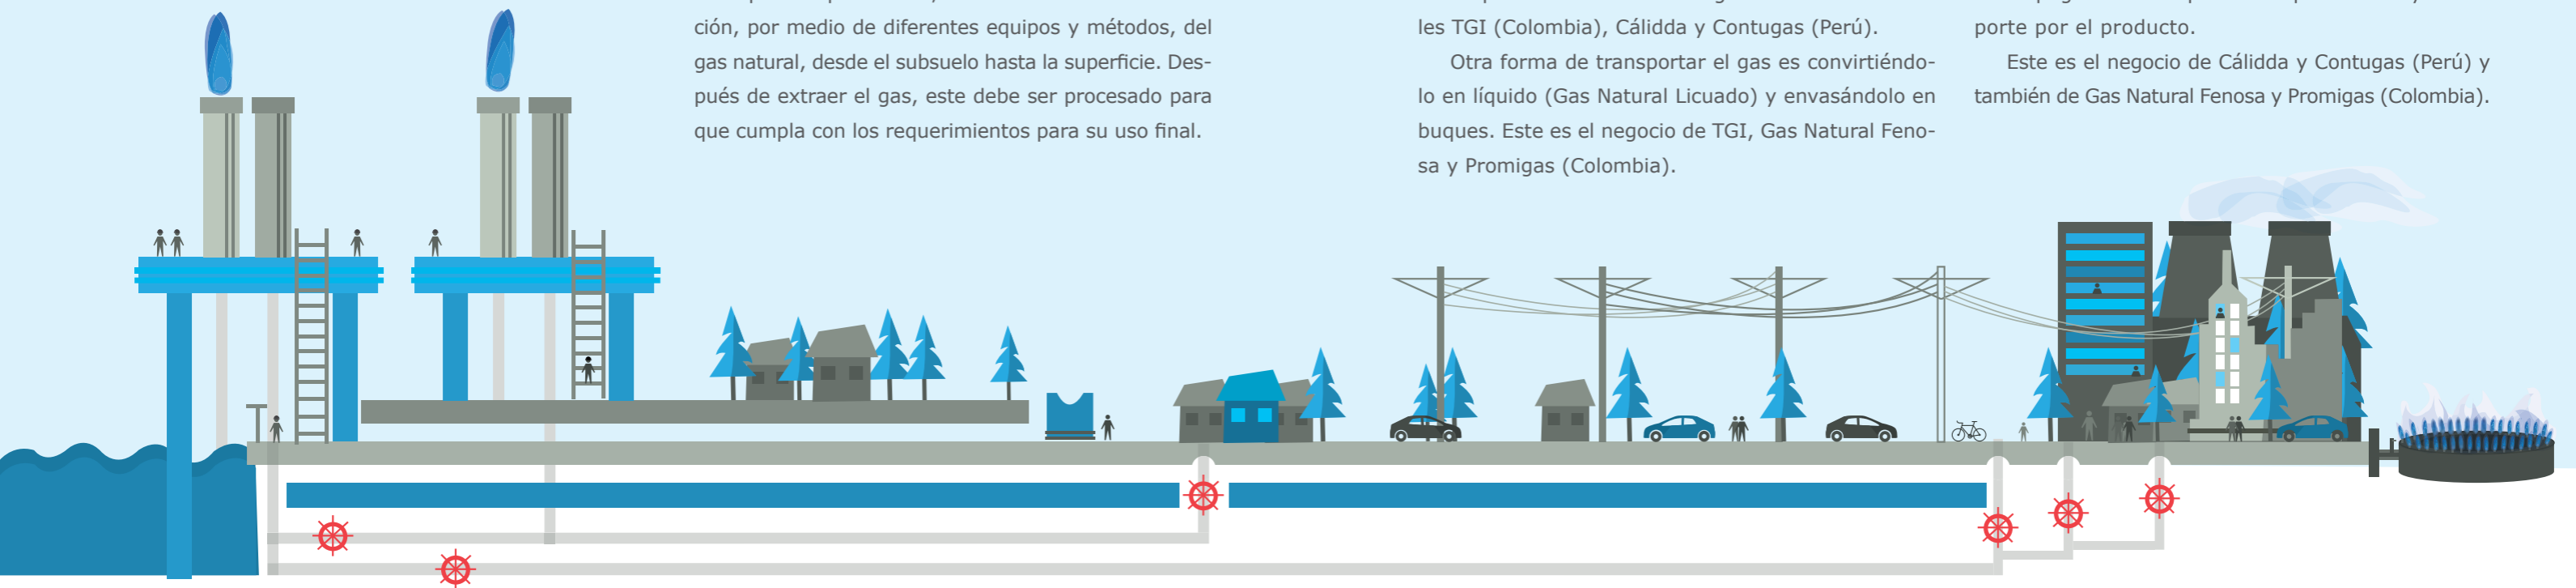 ción, por medio de diferentes equipos y métodos, del
gas natural, desde el subsuelo hasta la superficie. Des-
pués de extraer el gas, este debe ser procesado para
que cumpla con los requerimientos para su uso final.
les TGI (Colombia), Cálidda y Contugas (Perú).
Otra forma de transportar el gas es convirtiéndo-
lo en líquido (Gas Natural Licuado) y envasándolo en
buques. Este es el negocio de TGI, Gas Natural Feno-
sa y Promigas (Colombia).
porte por el producto.
Este es el negocio de Cálidda y Contugas (Perú) y
también de Gas Natural Fenosa y Promigas (Colombia).